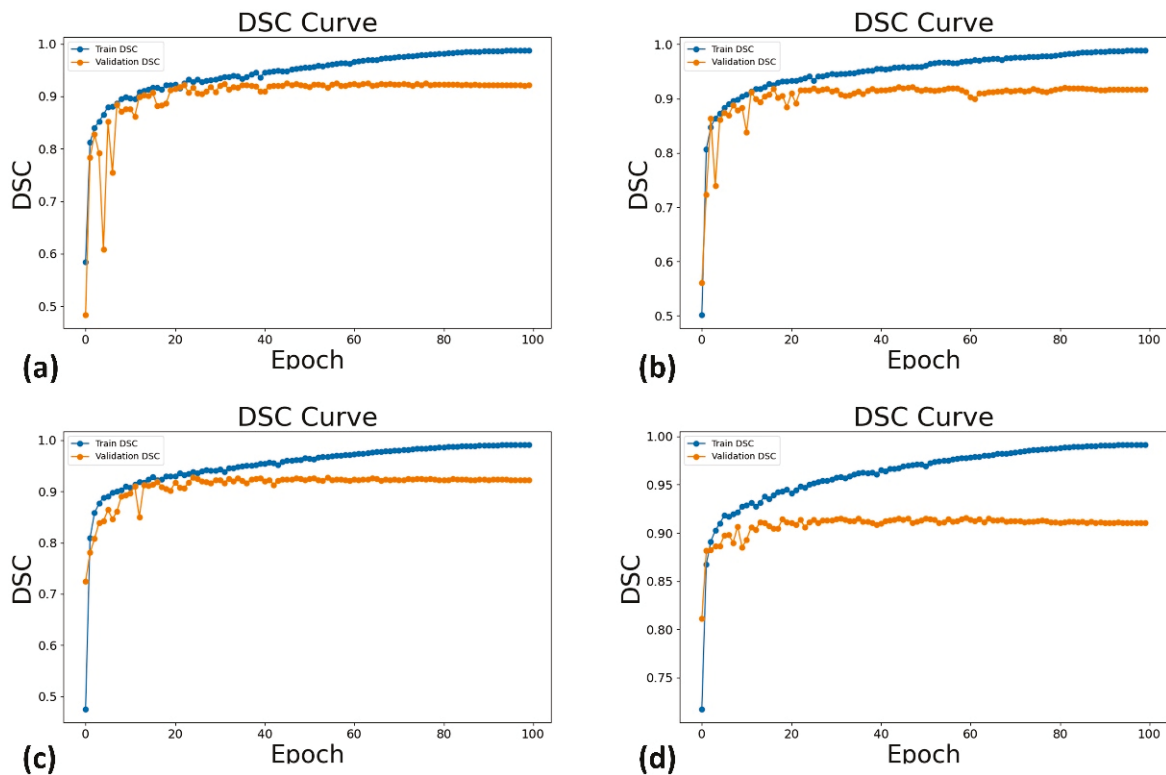 DSC Curve
1.0
0.9
0.8
0.7
0.6
0.5
DSC
Train DSC
Validation DSC
0
20
40
60
80
100
Epoch
(a)
DSC Curve
1.0
0.9
0.8
0.7
0.6
0.5
DSC
Train DSC
Validation DSC
0
20
40
60
80
100
Epoch
(b)
DSC Curve
1.0
0.9
0.8
0.7
0.6
0.5
DSC
Train DSC
Validation DSC
0
20
40
60
80
100
Epoch
(c)
DSC Curve
1.00
0.95
0.90
0.85
0.80
0.75
DSC
Train DSC
Validation DSC
0
20
40
60
80
100
Epoch
(d)